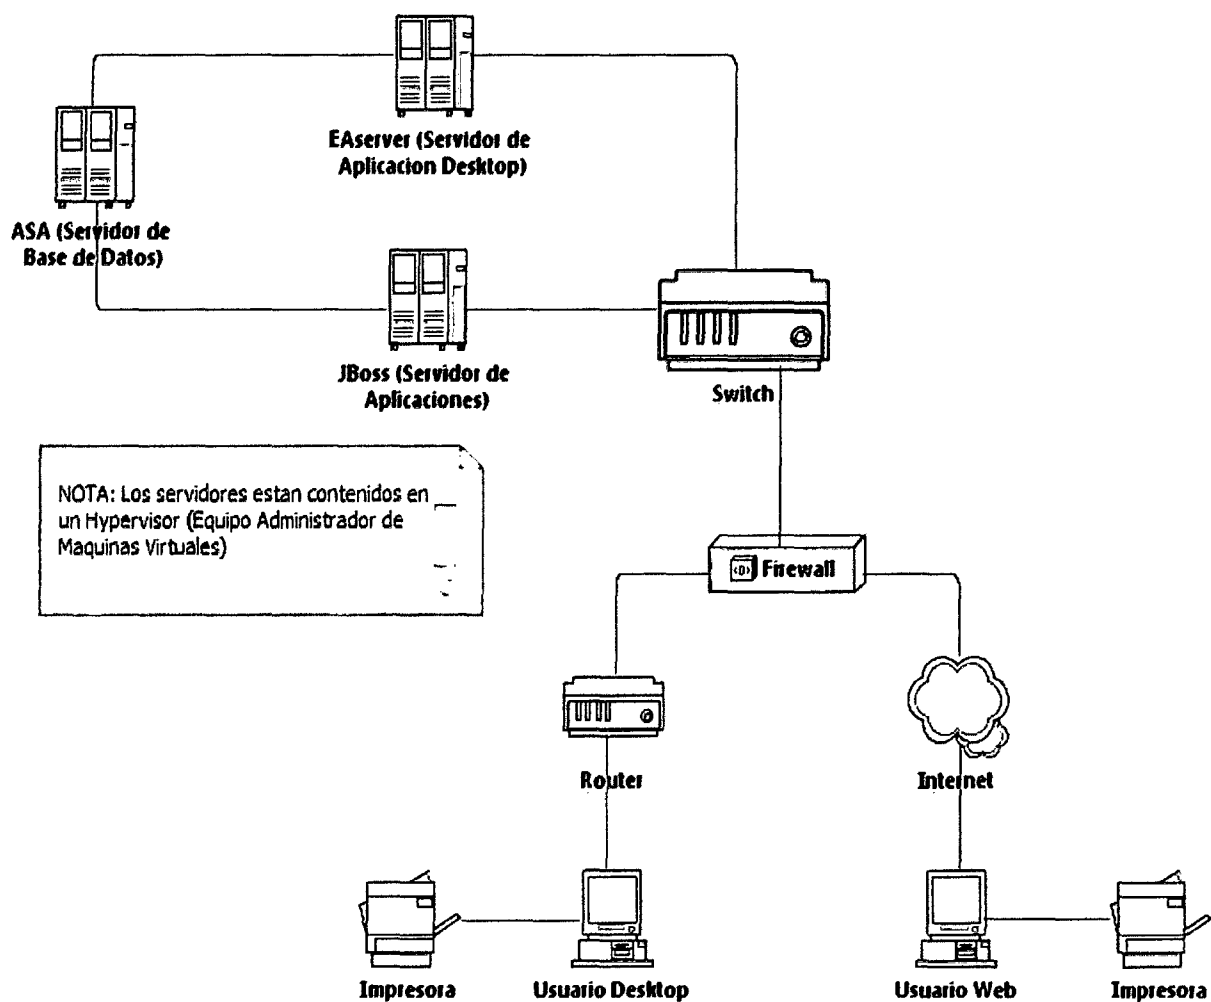 EAserver (Servidor de
Aplicacion Desktop)
ASA (Servidor de
Base de Datos)
JBoss (Servidor de
Aplicaciones)
Switch
NOTA: Los servidores estan contenidos en
un Hypervisor (Equipo Administrador de
Maquinas Virtuales)
Firewall
Router
Internet
Impresora
Usuario Desktop
Usuario Web
Impresora